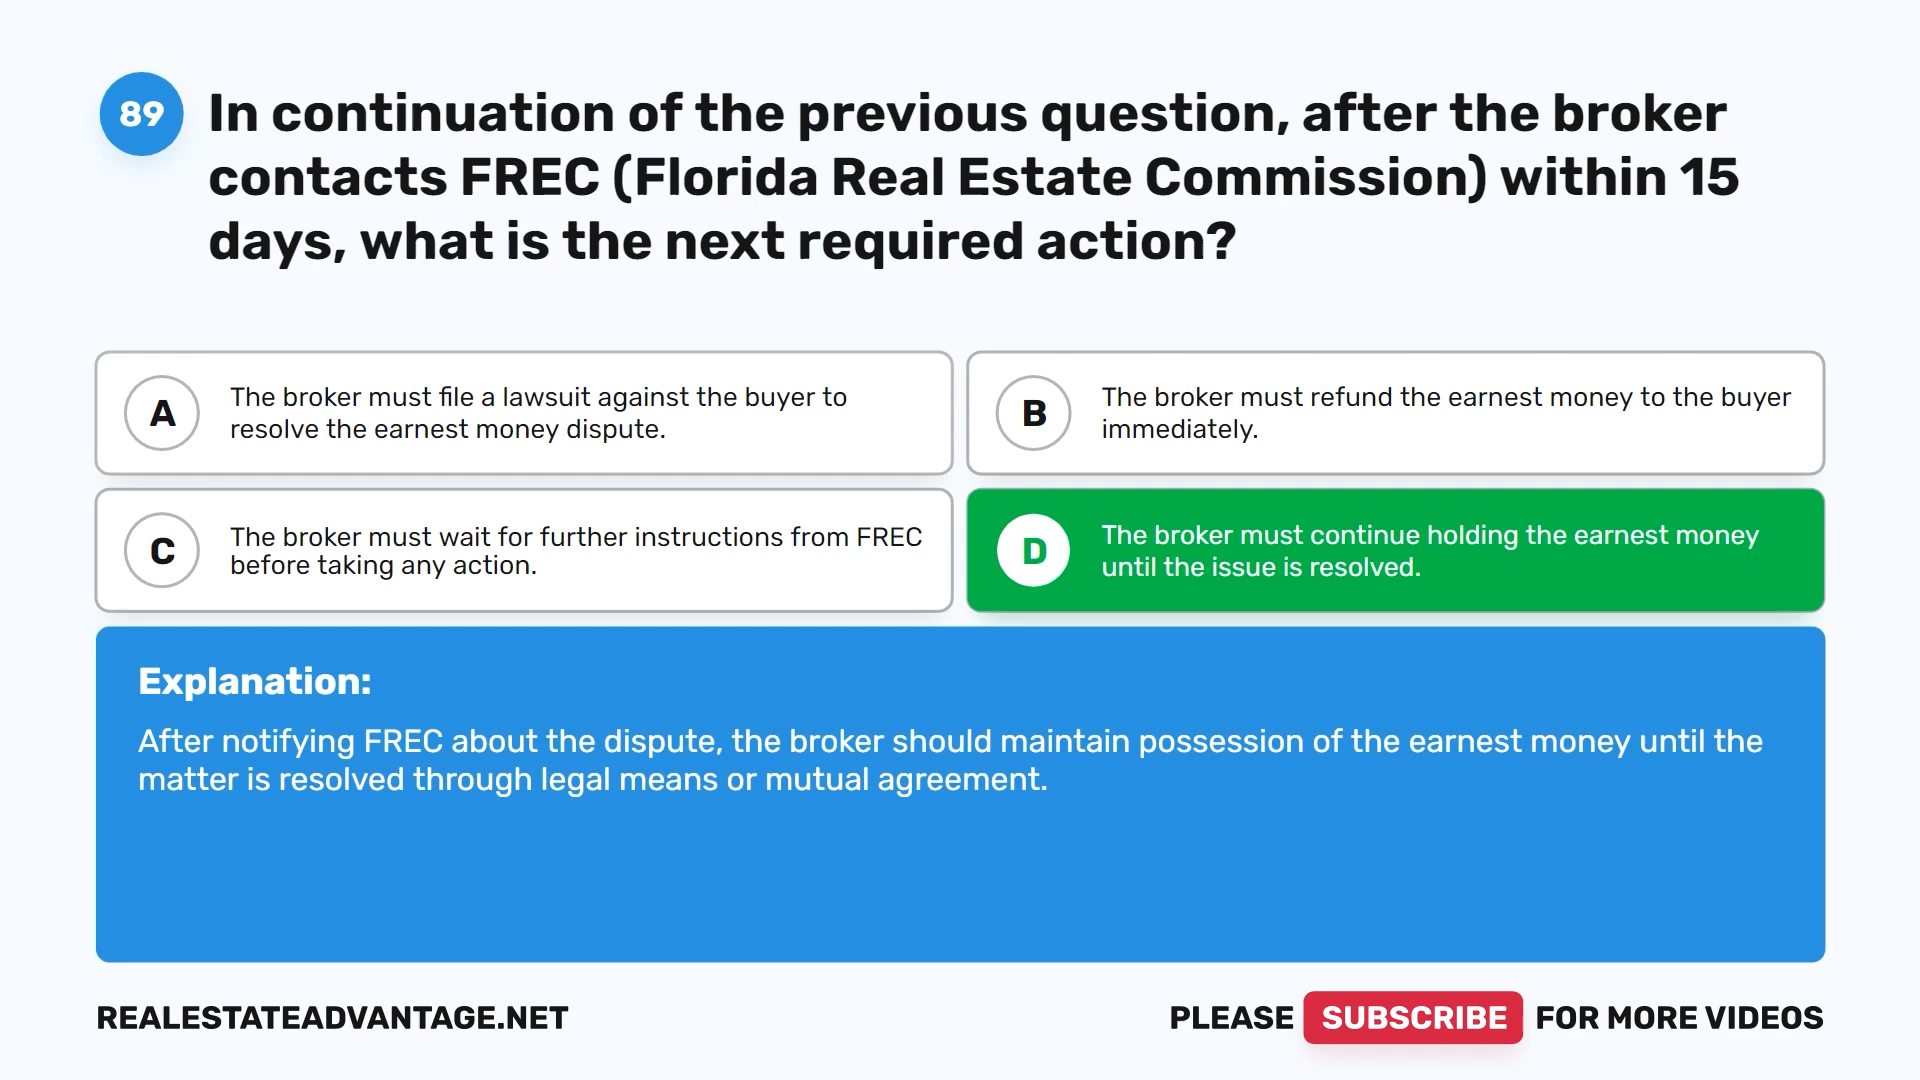 89
In continuation of the previous question, after the broker
contacts FREC (Florida Real Estate Commission) within 15
days, what is the next required action?
A
The broker must file a lawsuit against the buyer to
resolve the earnest money dispute.
B
The broker must refund the earnest money to the buyer
immediately.
C
The broker must wait for further instructions from FREC
before taking any action.
D
The broker must continue holding the earnest money
until the issue is resolved.
Explanation:
After notifying FREC about the dispute, the broker should maintain possession of the earnest money until the
matter is resolved through legal means or mutual agreement.
REALESTATEADVANTAGE.NET
PLEASE SUBSCRIBE FOR MORE VIDEOS